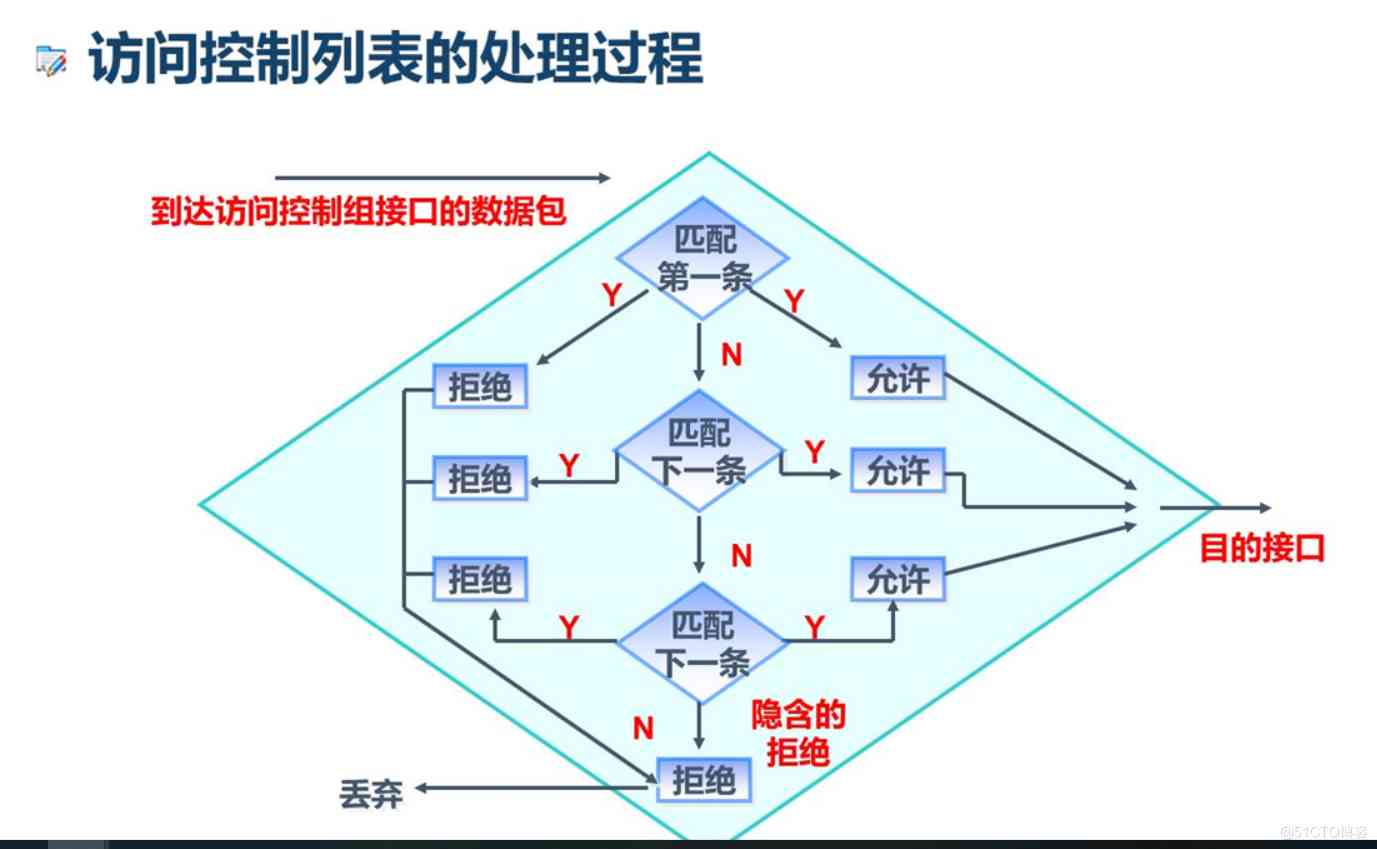 访问控制列表的处理过程
到达访问控制组接口的数据包
匹配
第一条
Y
Y
N
拒绝
允许
匹配
下一条
Y
Y
拒绝
允许
N
目的接口
拒绝
允许
匹配
下一条
Y
Y
N
隐含的
拒绝
拒绝
丢弃
@51CTO博客